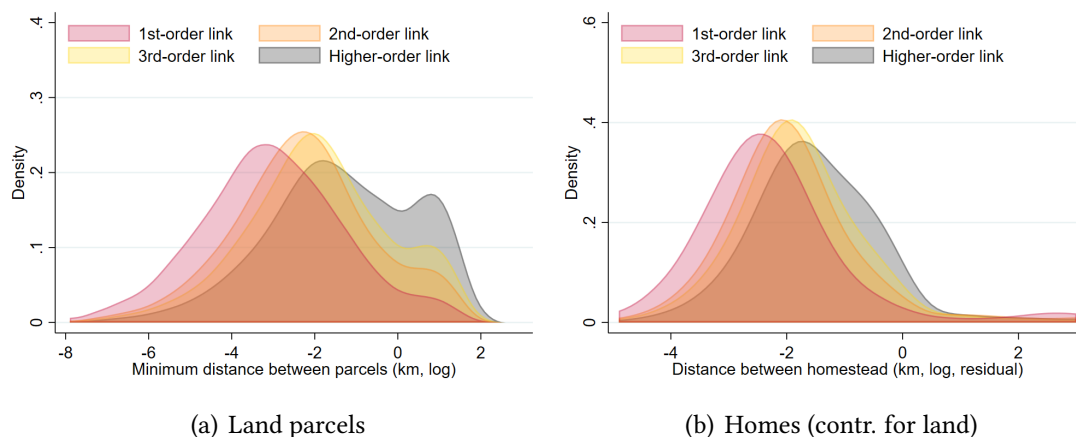 .4
.3
.2
.1
0
Density
1st-order link
2nd-order link
3rd-order link
Higher-order link
-8
-6
-4
-2
0
2
Minimum distance between parcels (km, log)
(a) Land parcels
.6
.4
.2
0
Density
1st-order link
2nd-order link
3rd-order link
Higher-order link
-4
-2
0
2
Distance between homestead (km, log, residual)
(b) Homes (contr. for land)